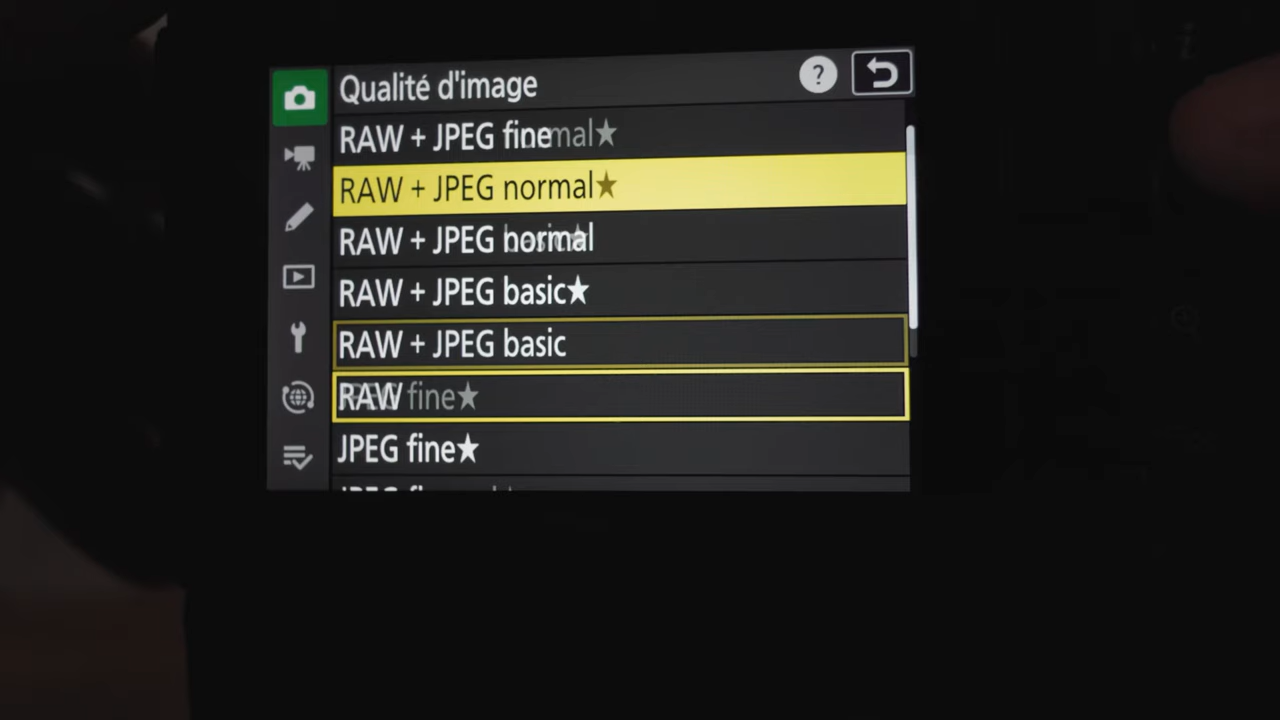 Qualité d'image ?
RAW + JPEG fine
RAW + JPEG normal★
RAW + JPEG normal
RAW + JPEG basic★
RAW + JPEG basic
RAW
JPEG fine★